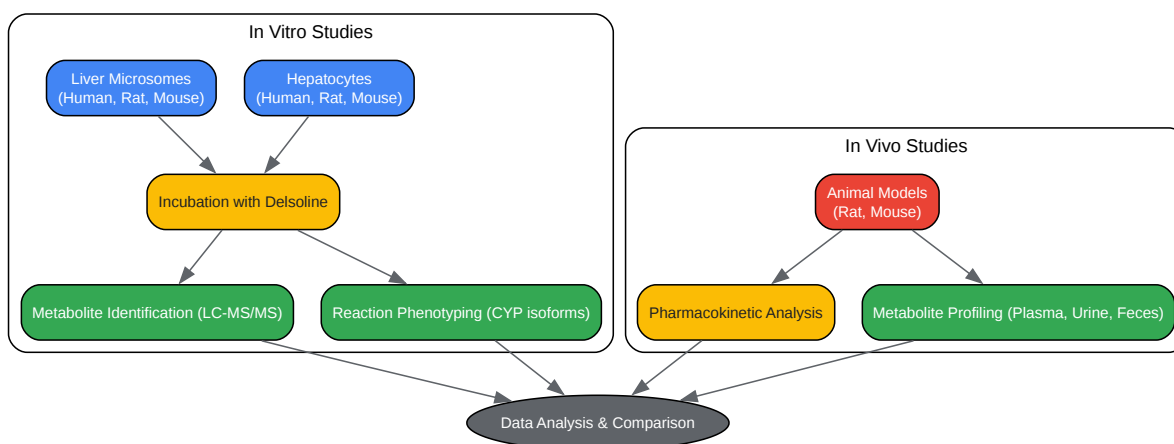 In Vitro Studies
Liver Microsomes
(Human, Rat, Mouse)
Hepatocytes
(Human, Rat, Mouse)
Incubation with Delsoline
Metabolite Identification (LC-MS/MS)
Reaction Phenotyping (CYP isoforms)
In Vivo Studies
Animal Models
(Rat, Mouse)
Pharmacokinetic Analysis
Metabolite Profiling (Plasma, Urine, Feces)
Data Analysis & Comparison